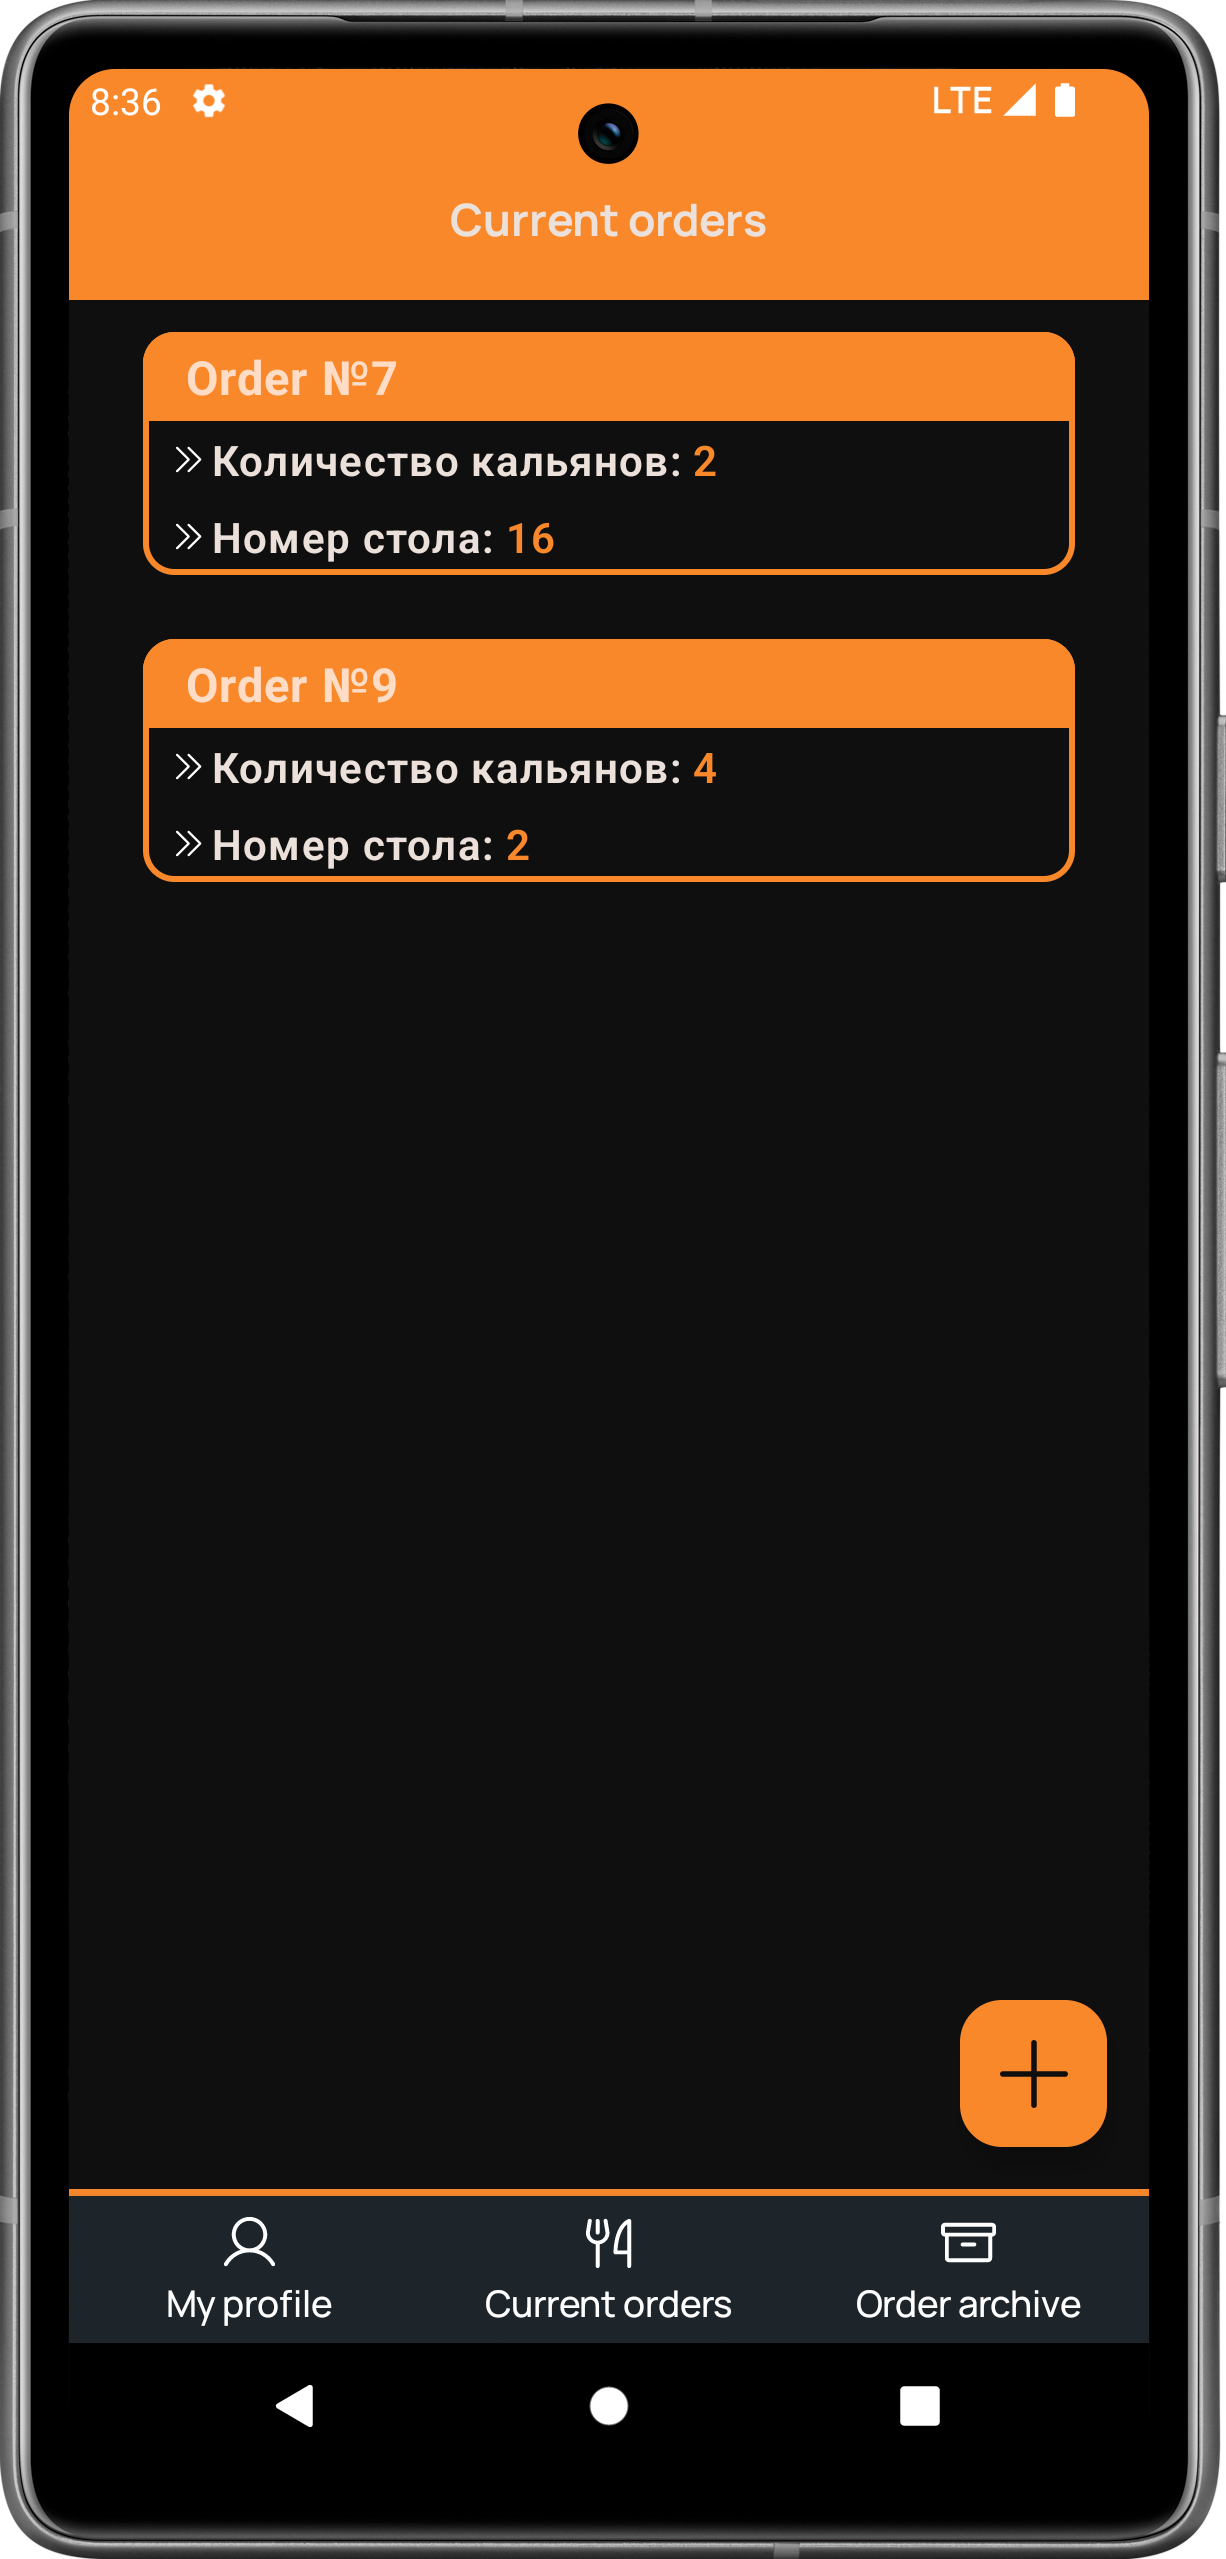 8:36 LTE
Current orders
Order №7
Количество кальянов: 2
Номер стола: 16
Order №9
Количество кальянов: 4
Номер стола: 2
My profile Current orders Order archive